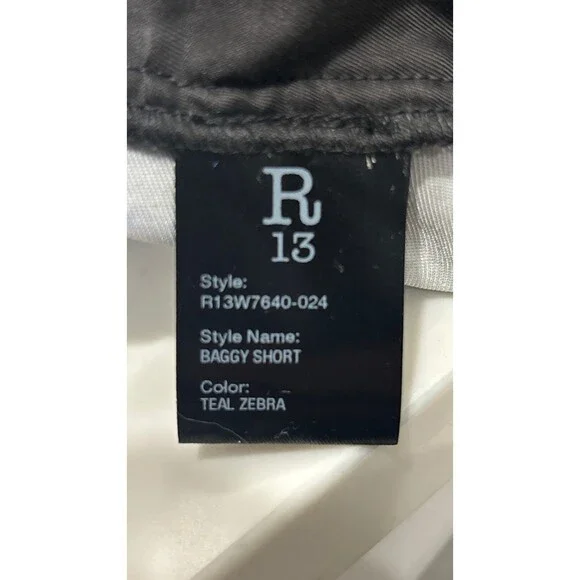 R
13
Style:
R13W7640-024
Style Name:
BAGGY SHORT
Color:
TEAL ZEBRA